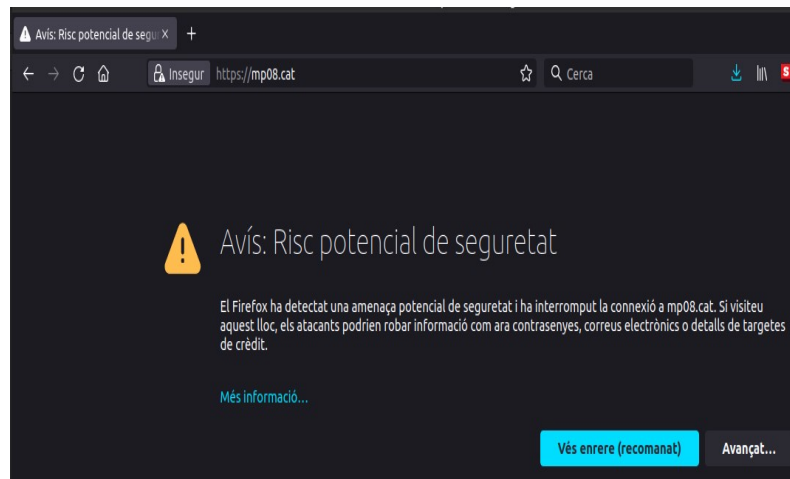 Avís: Risc potencial de segur
Insegur https://mp08.cat Cerca
Avís: Risc potencial de seguretat
El Firefox ha detectat una amenaça potencial de seguretat i ha interromput la connexió a mp08.cat. Si visiteu
aquest lloc, els atacants podrien robar informació com ara contrasenyes, correus electrònics o detalls de targetes
de crèdit.
Més informació...
Vés enrere (recomanat) Avançat...